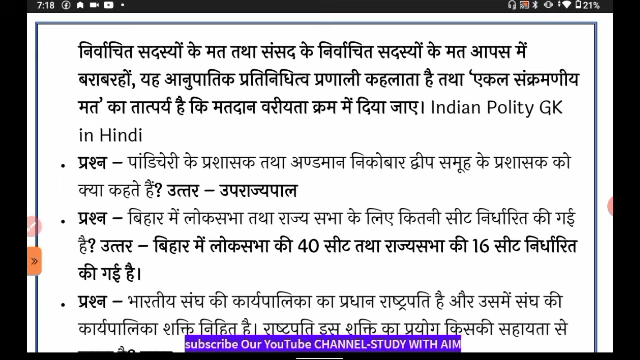 7:18
21%
निर्वाचित सदस्यों के मत तथा संसद के निर्वाचित सदस्यों के मत आपस में
बराबरहों, यह आनुपातिक प्रतिनिधित्व प्रणाली कहलाता है तथा ‘एकल संक्रमणीय
मत’ का तात्पर्य है कि मतदान वरीयता क्रम में दिया जाए। Indian Polity GK
in Hindi
• प्रश्न – पांडिचेरी के प्रशासक तथा अण्डमान निकोबार द्वीप समूह के प्रशासक को
क्या कहते हैं? उत्तर – उपराज्यपाल
• प्रश्न – बिहार में लोकसभा तथा राज्य सभा के लिए कितनी सीट निर्धारित की गई
है? उत्तर – बिहार में लोकसभा की 40 सीट तथा राज्यसभा की 16 सीट निर्धारित
की गई है।
• प्रश्न – भारतीय संघ की कार्यपालिका का प्रधान राष्ट्रपति है और उसमें संघ की
कार्यपालिका शक्ति निहित है। राष्ट्रपति इस शक्ति का प्रयोग किसकी सहायता से
subscribe Our YouTube CHANNEL-STUDY WITH AIM